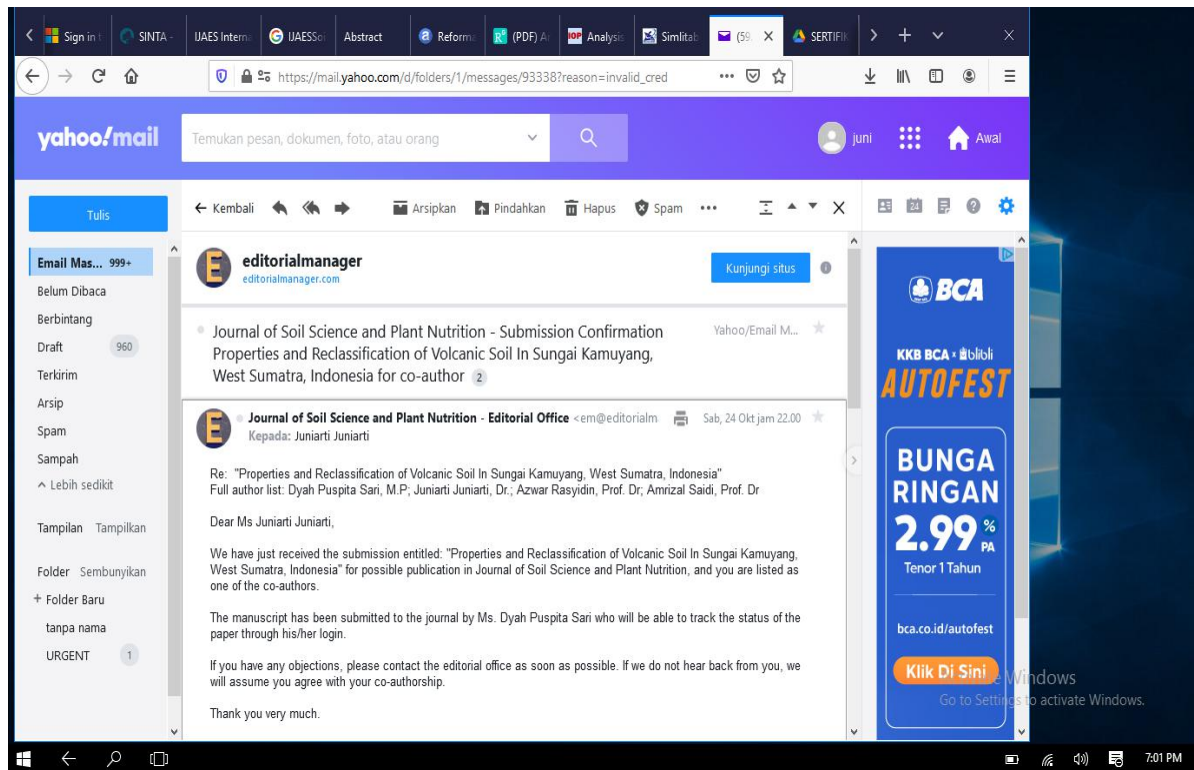 Sign in t
SINTA -
IJAES Interna
IJAESSo
Abstract
Reforma
(PDF) A
Analysis
Simlitab
(59
SERTIFIK
https://mail.yahoo.com/d/folders/1/messages/93338?reason=invalid_cred
yahoo!mail
Temukan pesan, dokumen, foto, atau orang
juni
Awal
Tulis
← Kembali
Arsipkan
Pindahkan
Hapus
Spam
24
Email Mas... 999+
Belum Dibaca
Berbintang
Draft 960
Terkirim
Arsip
Spam
Sampah
Lebih sedikit
Tampilan Tampilkan
Folder Sembunyikan
+ Folder Baru
tanpa nama
URGENT 1
E
editorialmanager
editorialmanager.com
Kunjungi situs
Journal of Soil Science and Plant Nutrition - Submission Confirmation
Properties and Reclassification of Volcanic Soil In Sungai Kamuyang,
West Sumatra, Indonesia for co-author 2
Yahoo/Email M...
E
Journal of Soil Science and Plant Nutrition - Editorial Office <em@editorialm
Sab, 24 Okt jam 22.00
Kepada: Juniarti Juniarti
Re: "Properties and Reclassification of Volcanic Soil In Sungai Kamuyang, West Sumatra, Indonesia"
Full author list: Dyah Puspita Sari, M.P; Juniarti Juniarti, Dr.; Azwar Rasyidin, Prof. Dr; Amrizal Saidi, Prof. Dr
Dear Ms Juniarti Juniarti,
We have just received the submission entitled: "Properties and Reclassification of Volcanic Soil In Sungai Kamuyang,
West Sumatra, Indonesia" for possible publication in Journal of Soil Science and Plant Nutrition, and you are listed as
one of the co-authors.
The manuscript has been submitted to the journal by Ms. Dyah Puspita Sari who will be able to track the status of the
paper through his/her login.
If you have any objections, please contact the editorial office as soon as possible. If we do not hear back from you, we
will assume you agree with your co-authorship.
Thank you very much.
BCA
KKB BCA x blibli
AUTOFEST
BUNGA
RINGAN
2.99 %
PA
Tenor 1 Tahun
bca.co.id/autofest
Klik Di Sini
Windows
Go to Settings to activate Windows.
7:01 PM